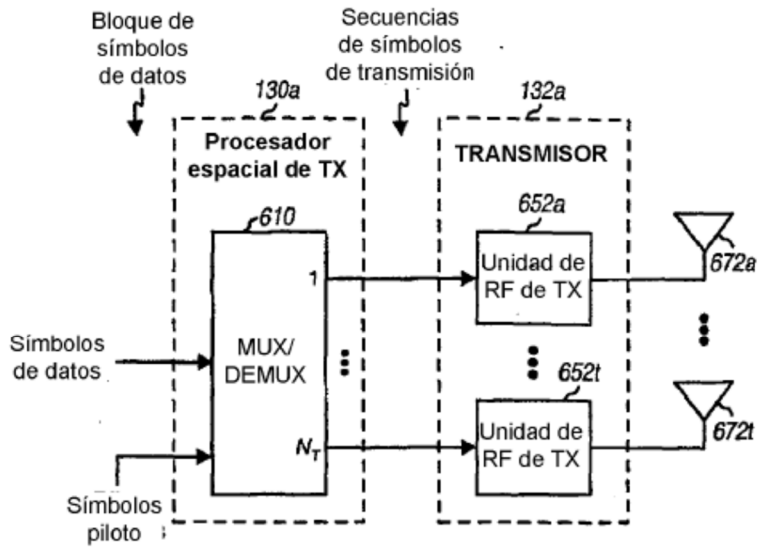 Bloque de
símbolos
de datos
Secuencias
de símbolos
de transmisión
130a
132a
Procesador
espacial de TX
TRANSMISOR
610
652a
1
Unidad de
RF de TX
672a
Símbolos
de datos
MUX/
DEMUX
652t
N_T
Unidad de
RF de TX
672t
Símbolos
piloto